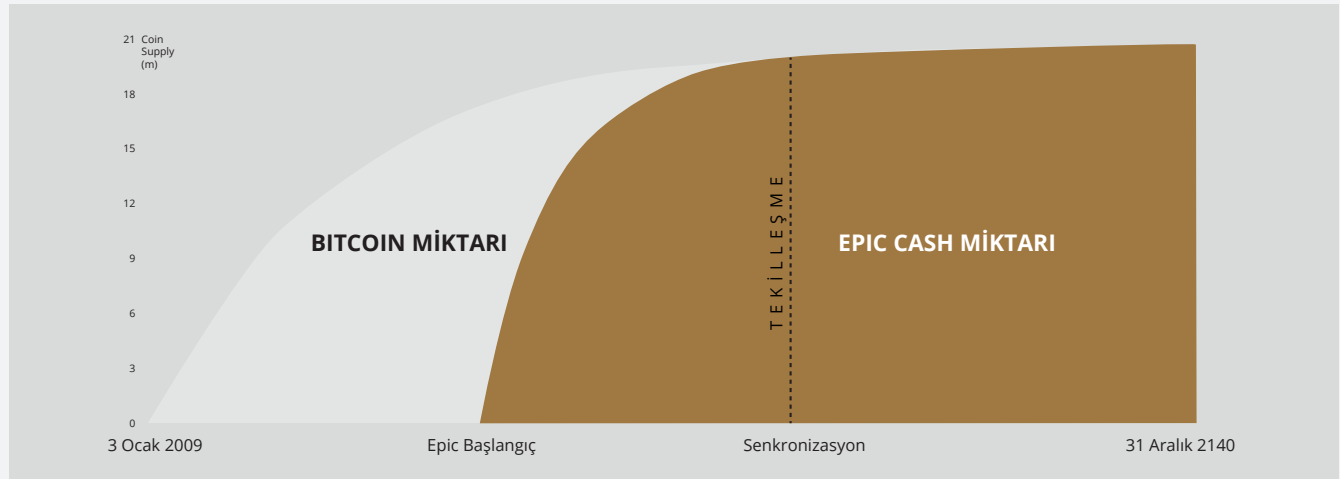 21 Coin
Supply
(m)
18
15
12
9
6
3
0
BITCOIN MİKTARI
TEKİLLEŞME
EPIC CASH MİKTARI
3 Ocak 2009
Epic Başlangıç
Senkronizasyon
31 Aralık 2140